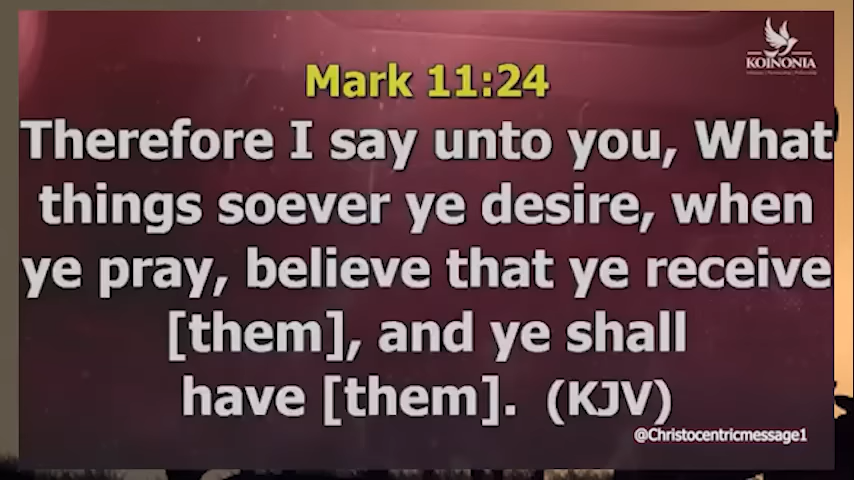 KOINONIA
Mark 11:24
Therefore I say unto you, What
things soever ye desire, when
ye pray, believe that ye receive
[them], and ye shall
have [them]. (KJV)
@Christocentricmessage1